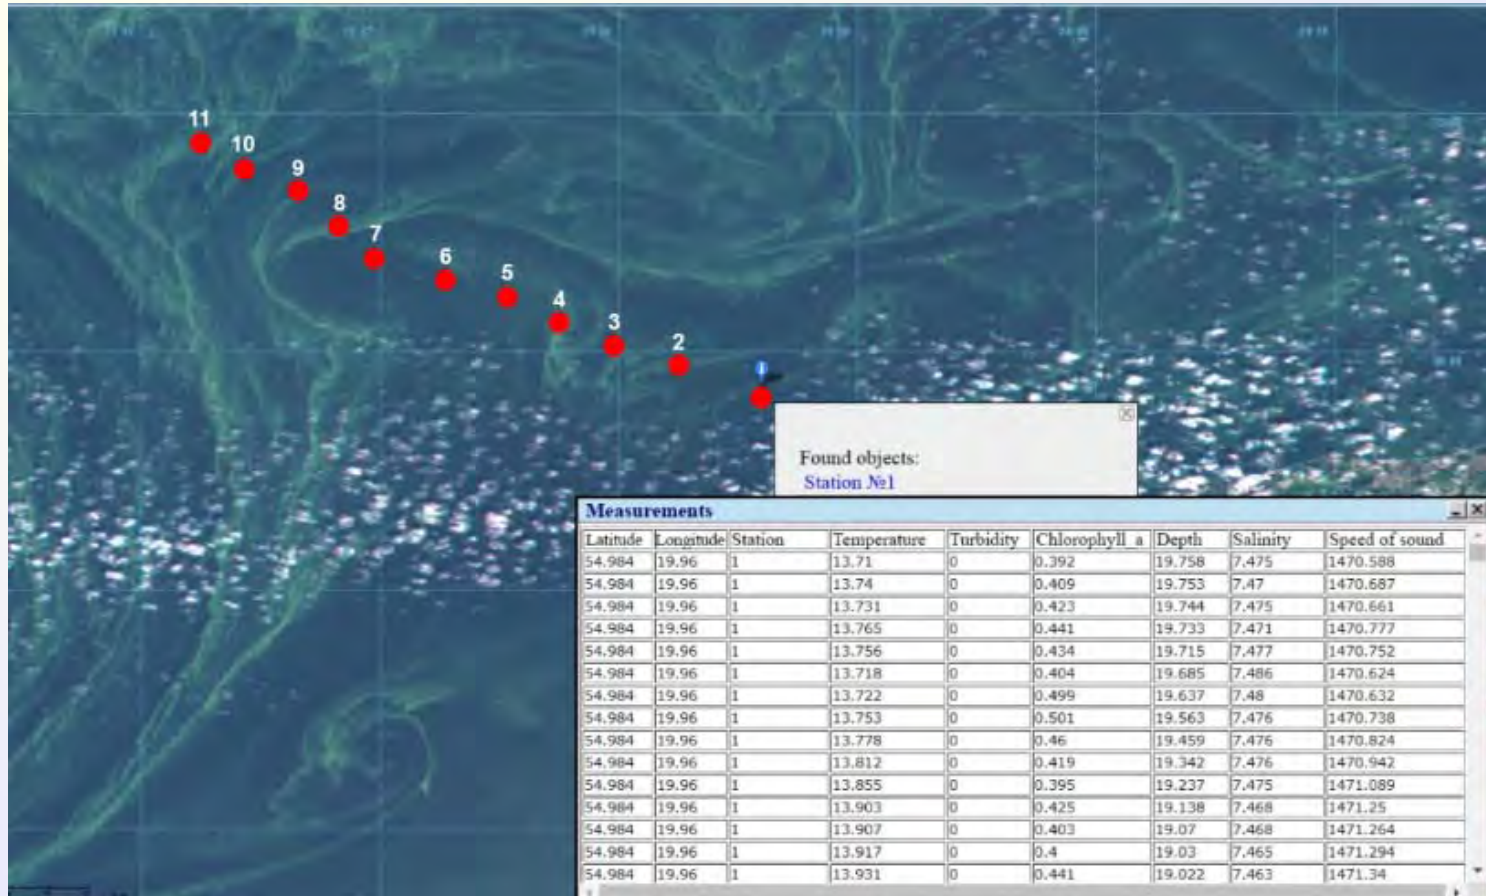 11
10
9
8
7
6
5
4
3
2
Found objects:
Station №1
Measurements
Latitude Longitude Station Temperature Turbidity Chlorophyll_a Depth Salinity Speed of sound
54.984 19.96 1 13.71 0 0.392 19.758 7.475 1470.588
54.984 19.96 1 13.74 0 0.409 19.753 7.47 1470.687
54.984 19.96 1 13.731 0 0.423 19.744 7.475 1470.661
54.984 19.96 1 13.765 0 0.441 19.733 7.471 1470.777
54.984 19.96 1 13.756 0 0.434 19.715 7.477 1470.752
54.984 19.96 1 13.718 0 0.404 19.685 7.486 1470.624
54.984 19.96 1 13.722 0 0.499 19.637 7.48 1470.632
54.984 19.96 1 13.753 0 0.501 19.563 7.476 1470.738
54.984 19.96 1 13.778 0 0.46 19.459 7.476 1470.824
54.984 19.96 1 13.812 0 0.419 19.342 7.476 1470.942
54.984 19.96 1 13.855 0 0.395 19.237 7.475 1471.089
54.984 19.96 1 13.903 0 0.425 19.138 7.468 1471.25
54.984 19.96 1 13.907 0 0.403 19.07 7.468 1471.264
54.984 19.96 1 13.917 0 0.4 19.03 7.465 1471.294
54.984 19.96 1 13.931 0 0.441 19.022 7.463 1471.34